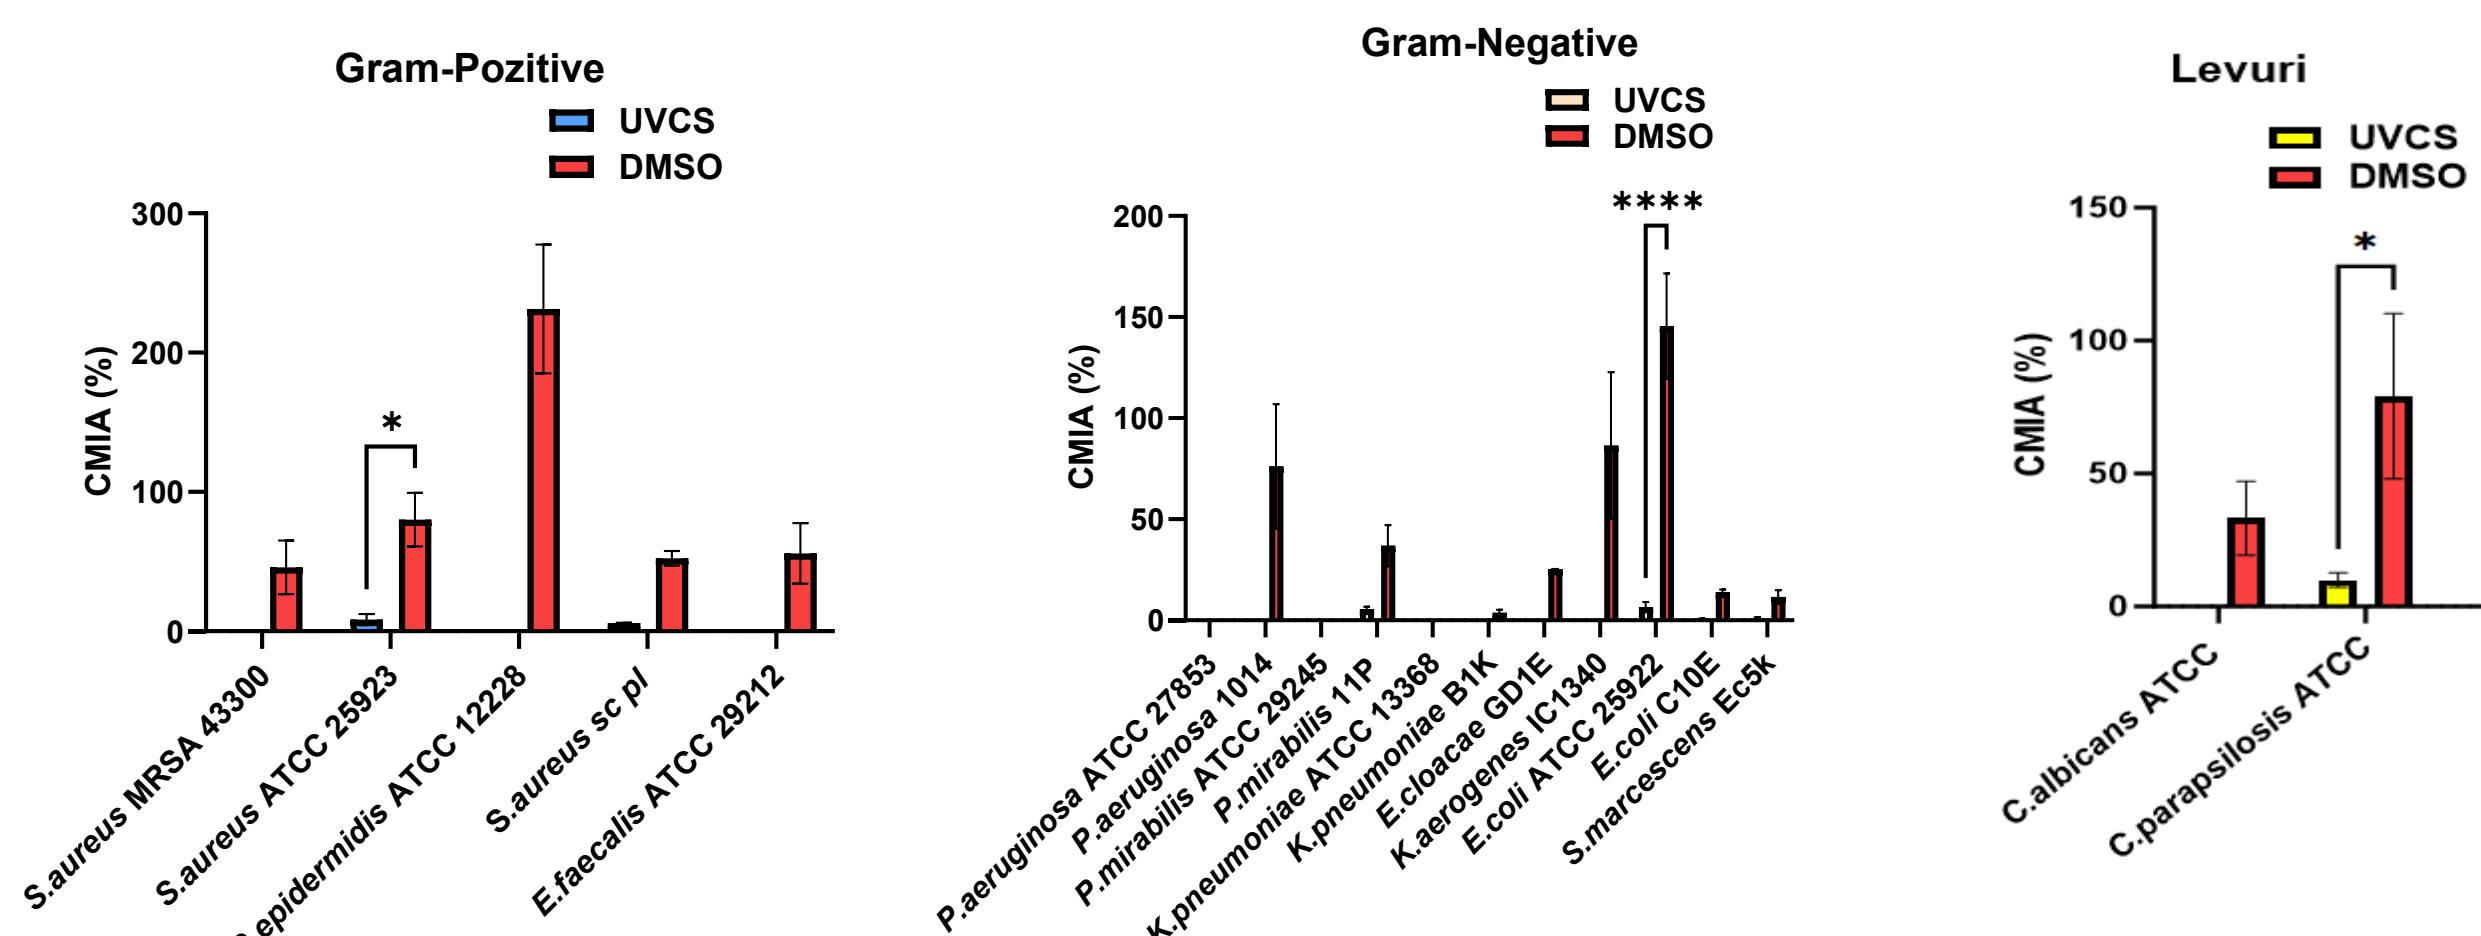 Gram-Pozitive
UVCS
DMSO
300
200
100
0
CMIA (%)
*
S.aureus MRSA 43300
S.aureus ATCC 25923
epidermidis ATCC 12228
S.aureus sc pl
E.faecalis ATCC 29212
Gram-Negative
UVCS
DMSO
200
150
100
50
0
CMIA (%)
****
P.aeruginosa ATCC 27853
P.aeruginosa 1014
P.mirabilis ATCC 29245
P.mirabilis 11P
K.pneumoniae ATCC 13368
K.pneumoniae B1K
E.cloacae GD1E
K.aerogenes IC1340
E.coli ATCC 25922
E.coli C10E
S.marcescens Ec5k
Levuri
UVCS
DMSO
150
100
50
0
CMIA (%)
*
C.albicans ATCC
C.parapsilosis ATCC